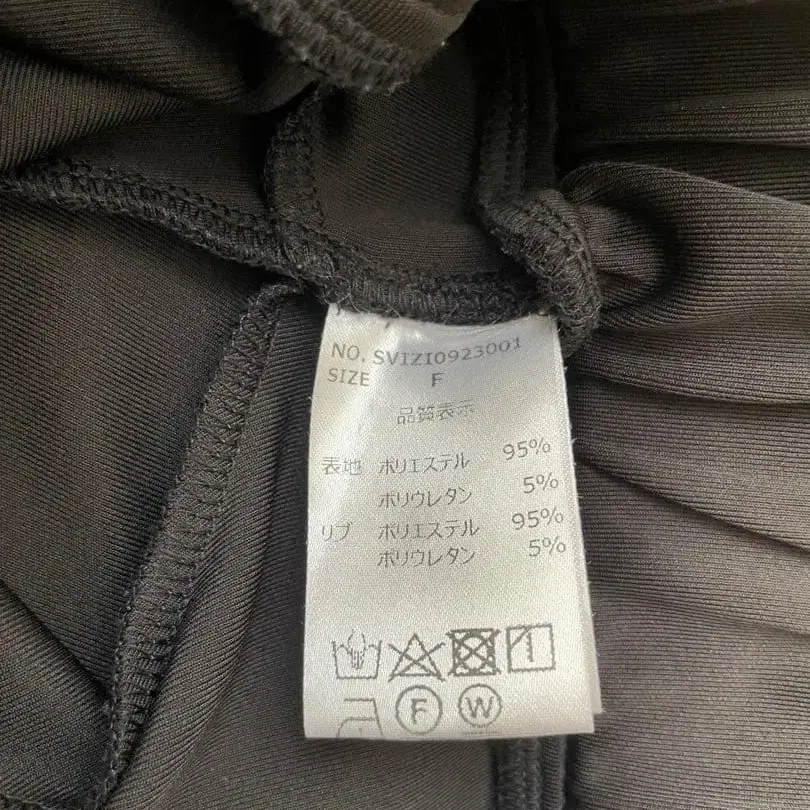 NO. SVIZI0923001
SIZE F
品質表示
表地 ポリエステル 95%
ポリウレタン 5%
リブ ポリエステル 95%
ポリウレタン 5%
F W